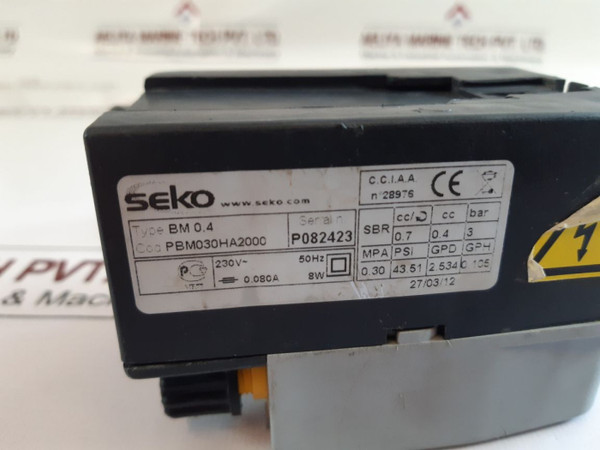 SEKO
www.seko.com
C.C.I.A.A.
n°28976
CE
Type BM 0.4
Cod PBM030HA2000
Serial n
P082423
SBR
cc/ cc bar
0.7 0.4 3
MPA PSI GPD GPH
0.30 43.51 2.534
230V~ 50Hz
0.080A 8W
27/03/12